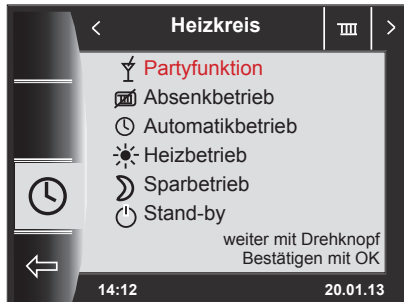 < Heizkreis >
Partyfunktion
Absenkbetrieb
Automatikbetrieb
Heizbetrieb
Sparbetrieb
Stand-by
weiter mit Drehknopf
Bestätigen mit OK
14:12 20.01.13